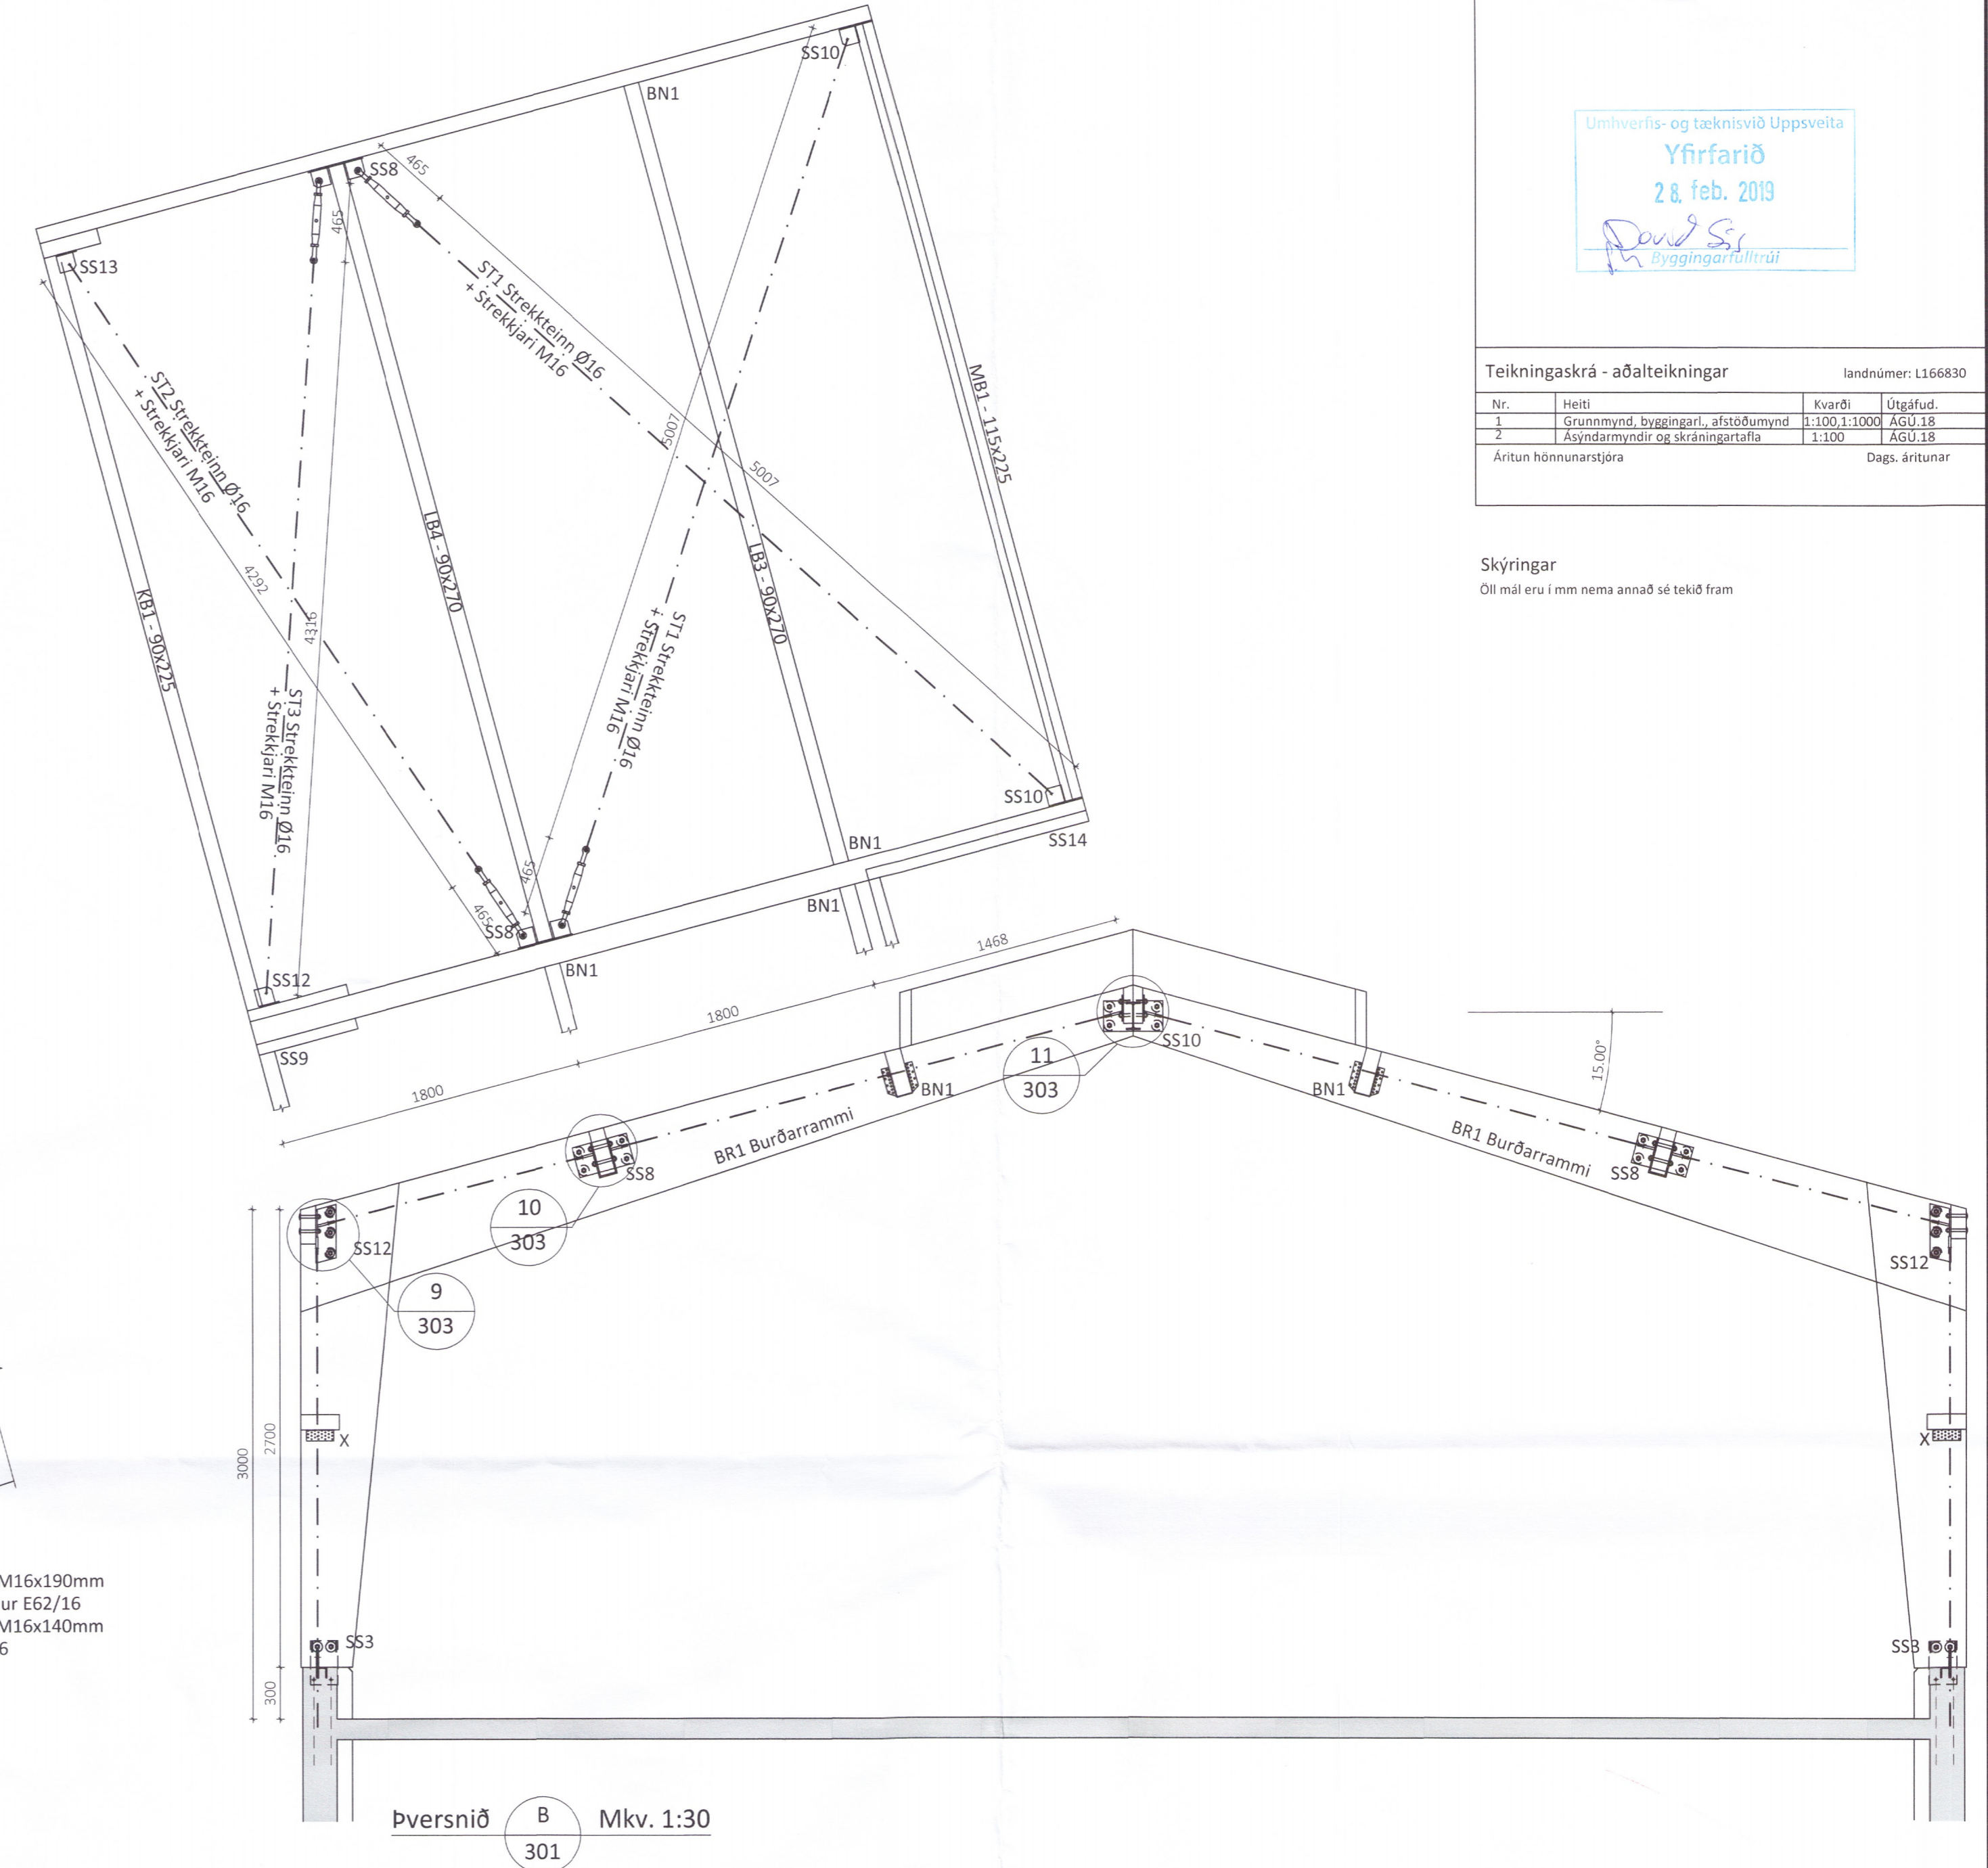 SS10
BN1
SS8
465
465
SS13
ST1 Strekkteinn Ø16
+ Strekkjari M16
ST2 Strekkteinn Ø16
+ Strekkjari M16
MB1 - 115x225
5007
5007
LB4 - 90x270
LB3 - 90x270
4292
4316
KB1 - 90x225
ST3 Strekkteinn Ø16
+ Strekkjari M16
ST1 Strekkteinn Ø16
+ Strekkjari M16
SS10
SS14
BN1
BN1
465
465
SS8
BN1
SS12
SS9
1468
1800
1800
SS10
11
303
BN1
BN1
15.00°
BR1 Burðarrammi
BR1 Burðarrammi
SS8
SS8
10
303
SS12
SS12
9
303
3000
2700
300
X
X
SS3
SS3
M16x190mm
ur E62/16
M16x140mm
6
Þversnið B Mkv. 1:30
301
Umhverfis- og tæknisvið Uppsveita
Yfirfarið
28. feb. 2019
Davíð Sig
Byggingarfulltrúi
Teikningaskrá - aðalteikningar landnúmer: L166830
Nr. Heiti Kvarði Útgáfud.
1 Grunnmynd, byggingarl., afstöðumynd 1:100,1:1000 ÁGÚ.18
2 Ásýndarmyndir og skráningartafla 1:100 ÁGÚ.18
Áritun hönnunarstjóra Dags. áritunar
Skýringar
Öll mál eru í mm nema annað sé tekið fram